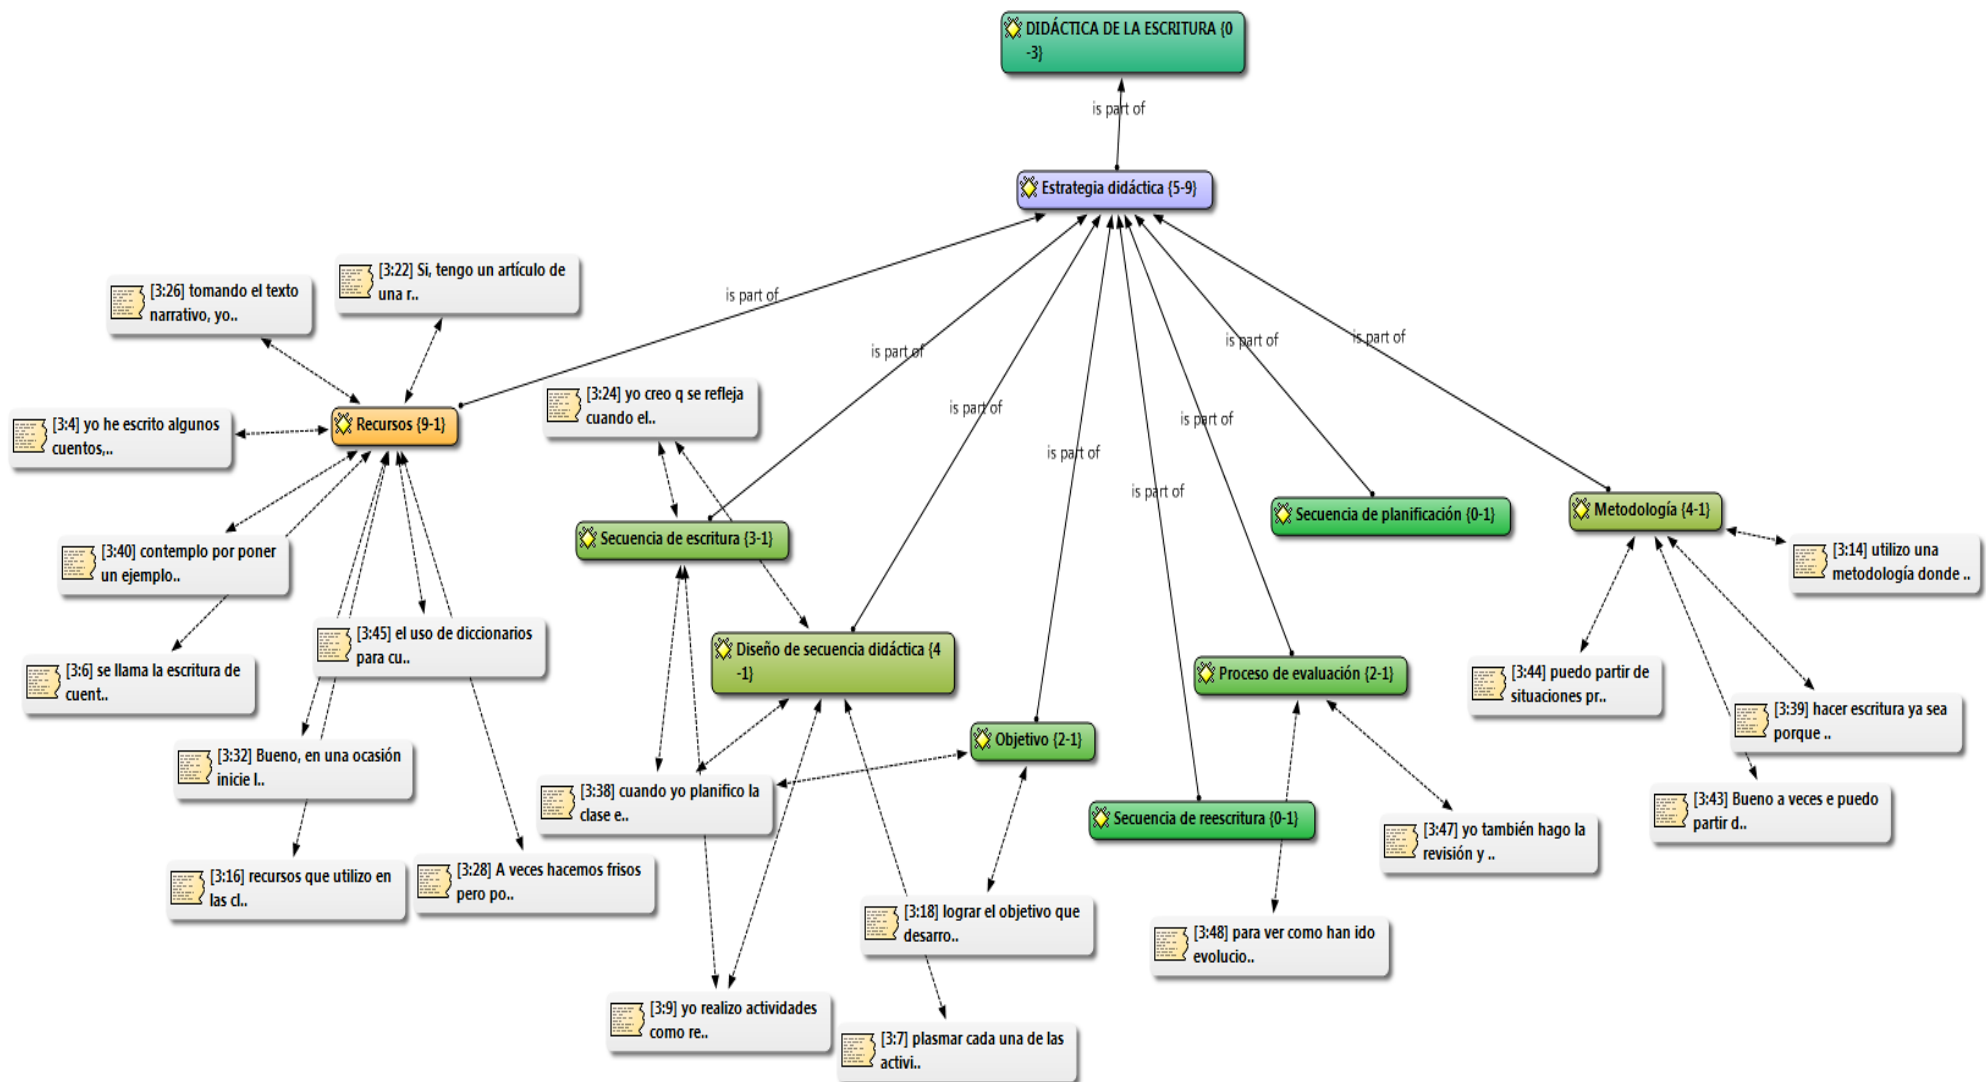 DIDÁCTICA DE LA ESCRITURA {0
-3}
is part of
Estrategia didáctica {5-9}
is part of
is part of
is part of
is part of
is part of
is part of
is part of
is part of
[3:22] Si, tengo un artículo de
una r..
[3:26] tomando el texto
narrativo, yo..
[3:24] yo creo q se refleja
cuando el..
[3:4] yo he escrito algunos
cuentos,..
Recursos {9-1}
Secuencia de escritura {3-1}
Secuencia de planificación {0-1}
Metodología {4-1}
[3:40] contemplo por poner
un ejemplo..
[3:14] utilizo una
metodología donde ..
[3:45] el uso de diccionarios
para cu..
[3:6] se llama la escritura de
cuent..
Diseño de secuencia didáctica {4
-1}
Proceso de evaluación {2-1}
[3:44] puedo partir de
situaciones pr..
[3:39] hacer escritura ya sea
porque ..
[3:32] Bueno, en una ocasión
inicie l..
Objetivo {2-1}
[3:38] cuando yo planifico la
clase e..
Secuencia de reescritura {0-1}
[3:43] Bueno a veces e puedo
partir d..
[3:47] yo también hago la
revisión y ..
[3:16] recursos que utilizo en
las cl..
[3:28] A veces hacemos frisos
pero po..
[3:18] lograr el objetivo que
desarro..
[3:48] para ver como han ido
evolucio..
[3:9] yo realizo actividades
como re..
[3:7] plasmar cada una de las
activi..